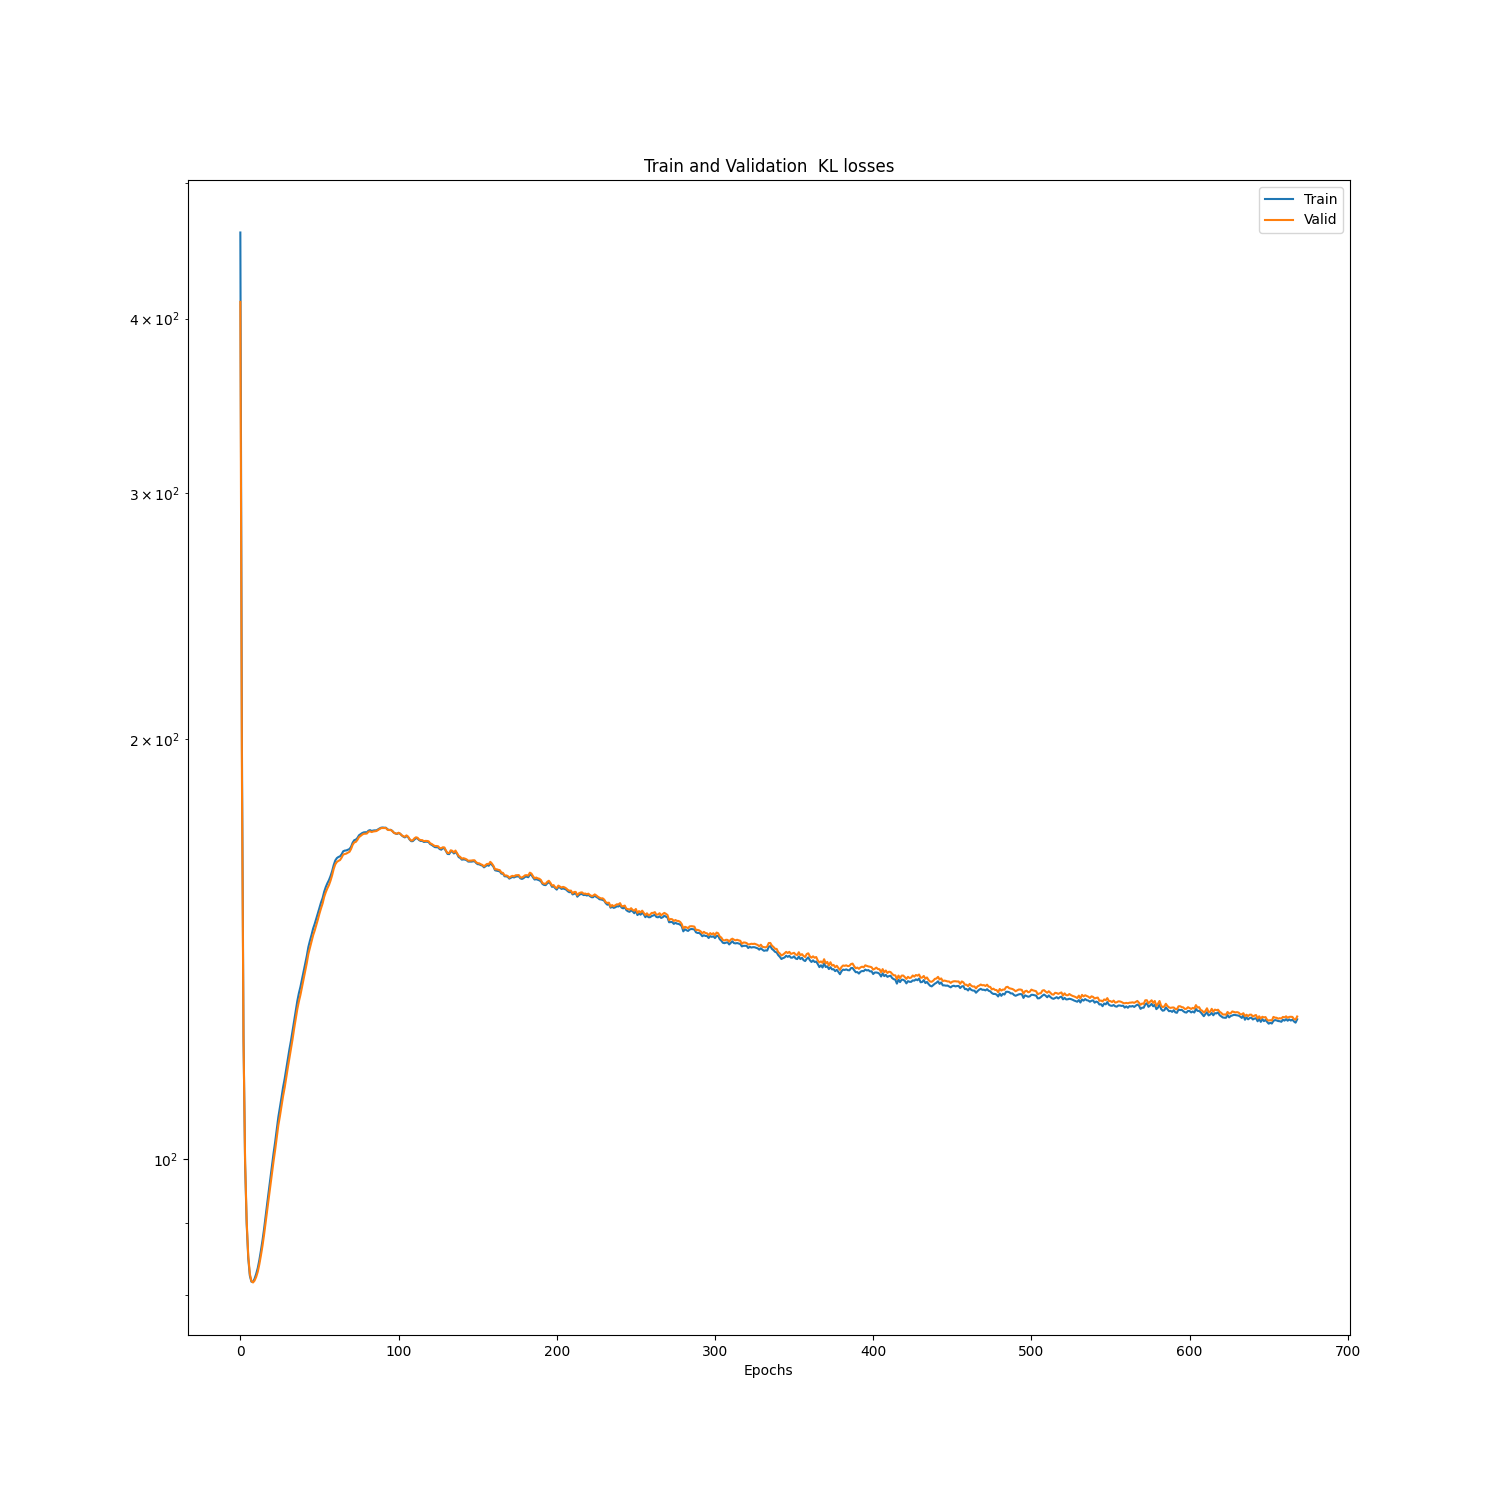 Train and Validation  KL losses
Train
Valid
4 × 10²
3 × 10²
2 × 10²
10²
0 100 200 300 400 500 600 700
Epochs